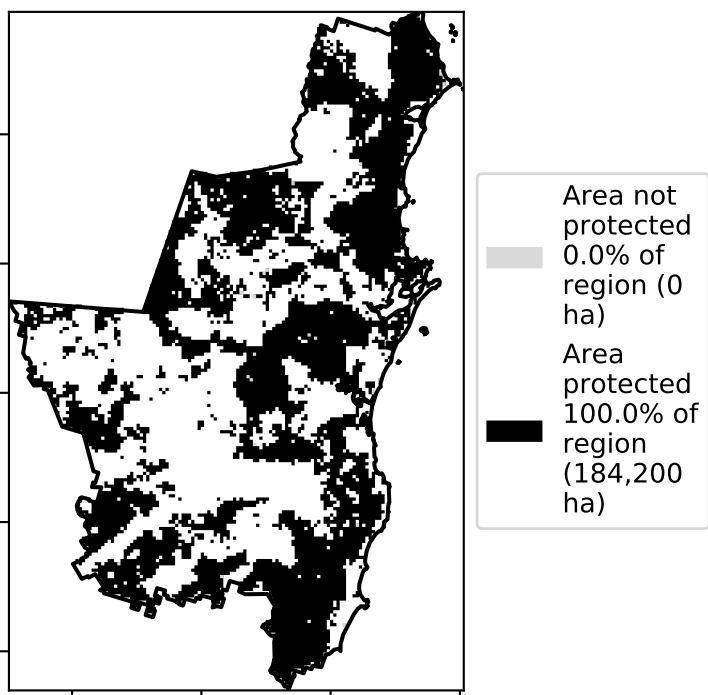 Area not
protected
0.0% of
region (0
ha)
Area
protected
100.0% of
region
(184,200
ha)